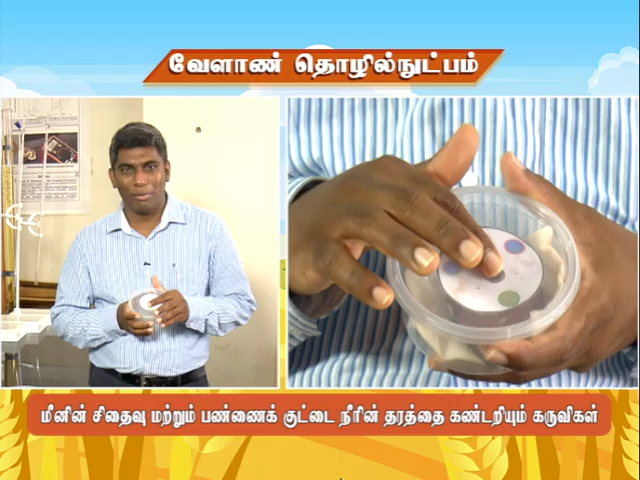 வேளாண் தொழில்நுட்பம்
மீனின் சிதைவு மற்றும் பண்ணைக் குட்டை நீரின் தரத்தை கண்டறியும் கருவிகள்